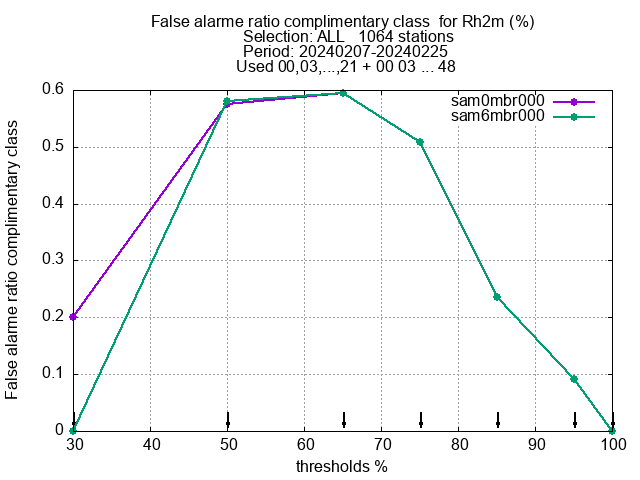 False alarme ratio complimentary class  for Rh2m (%)
Selection: ALL   1064 stations
Period: 20240207-20240225
Used 00,03,...,21 + 00 03 ... 48
sam0mbr000
sam6mbr000
False alarme ratio complimentary class
0.6
0.5
0.4
0.3
0.2
0.1
0
30 40 50 60 70 80 90 100
thresholds %